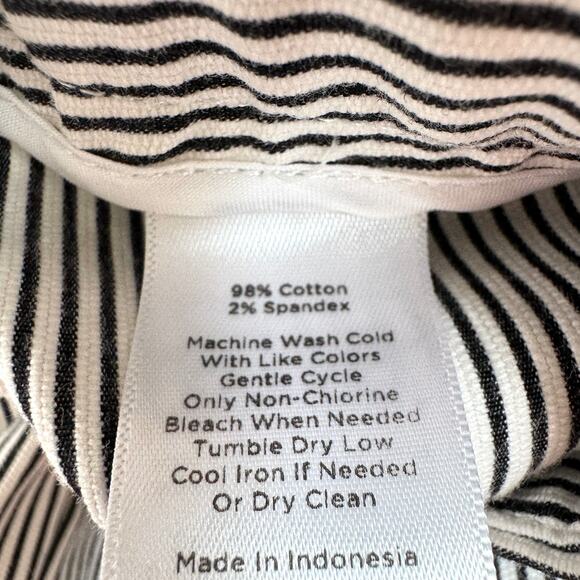 98% Cotton
2% Spandex
Machine Wash Cold
With Like Colors
Gentle Cycle
Only Non-Chlorine
Bleach When Needed
Tumble Dry Low
Cool Iron If Needed
Or Dry Clean
Made In Indonesia